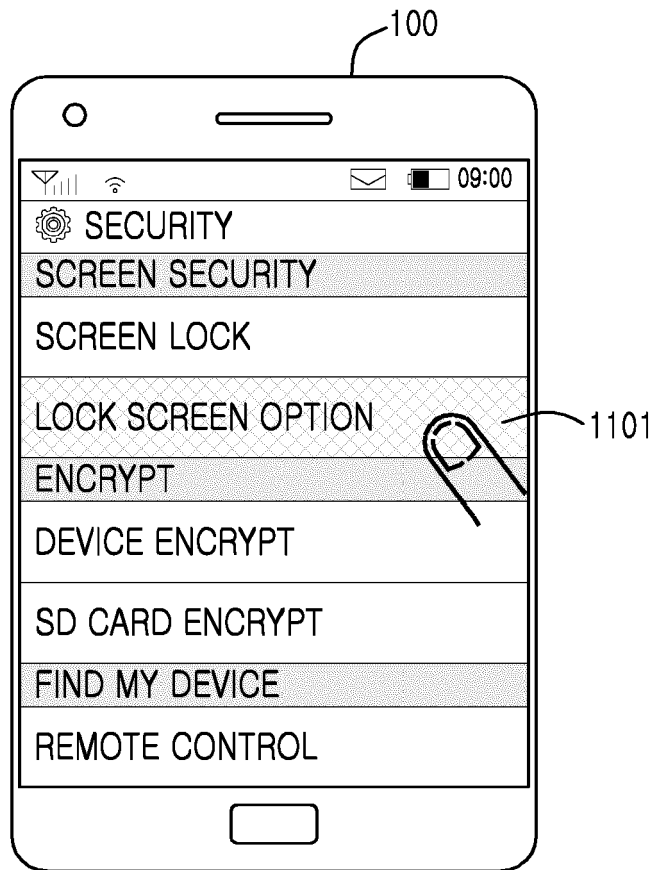 100
09:00
SECURITY
SCREEN SECURITY
SCREEN LOCK
LOCK SCREEN OPTION
1101
ENCRYPT
DEVICE ENCRYPT
SD CARD ENCRYPT
FIND MY DEVICE
REMOTE CONTROL